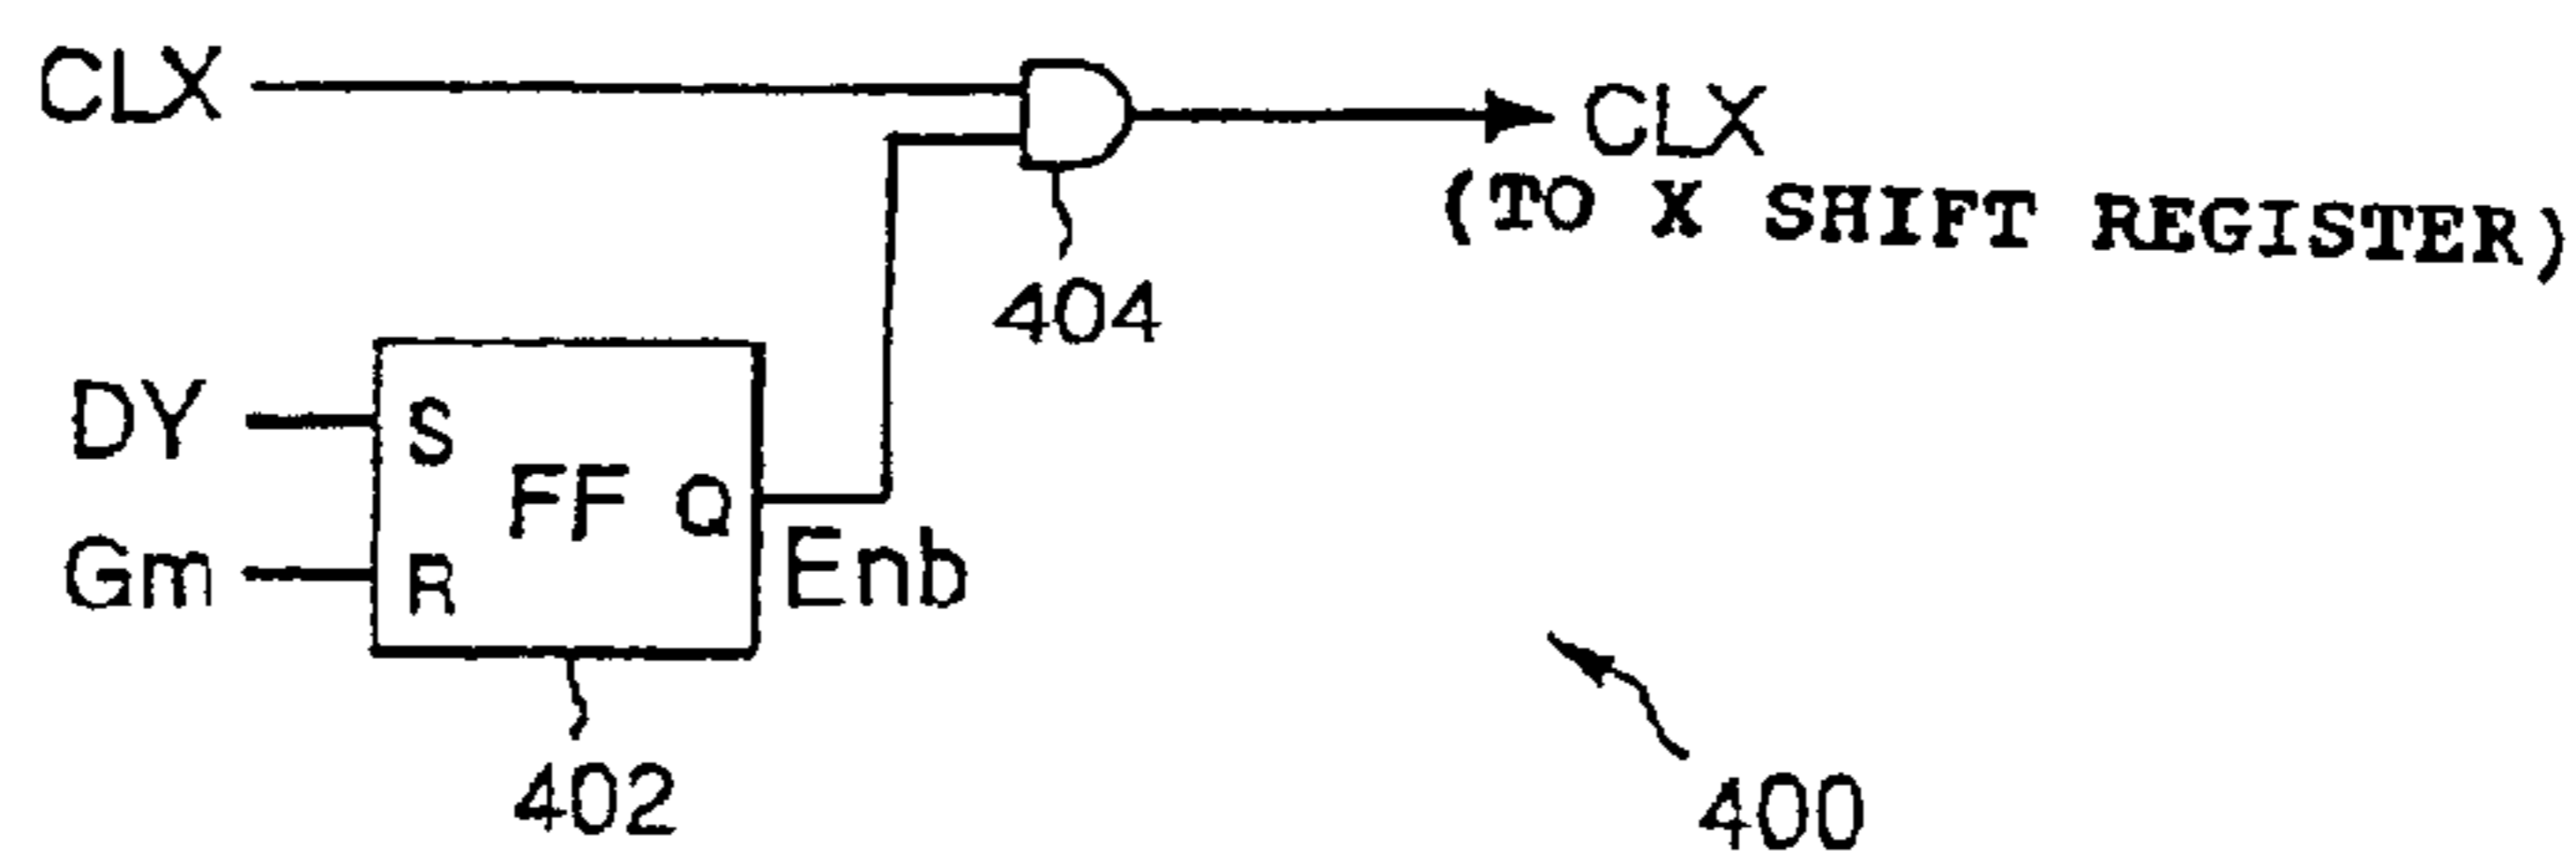 CLX
CLX
(TO X SHIFT REGISTER)
404
DY
S
FF Q
Gm
R
Enb
402
400